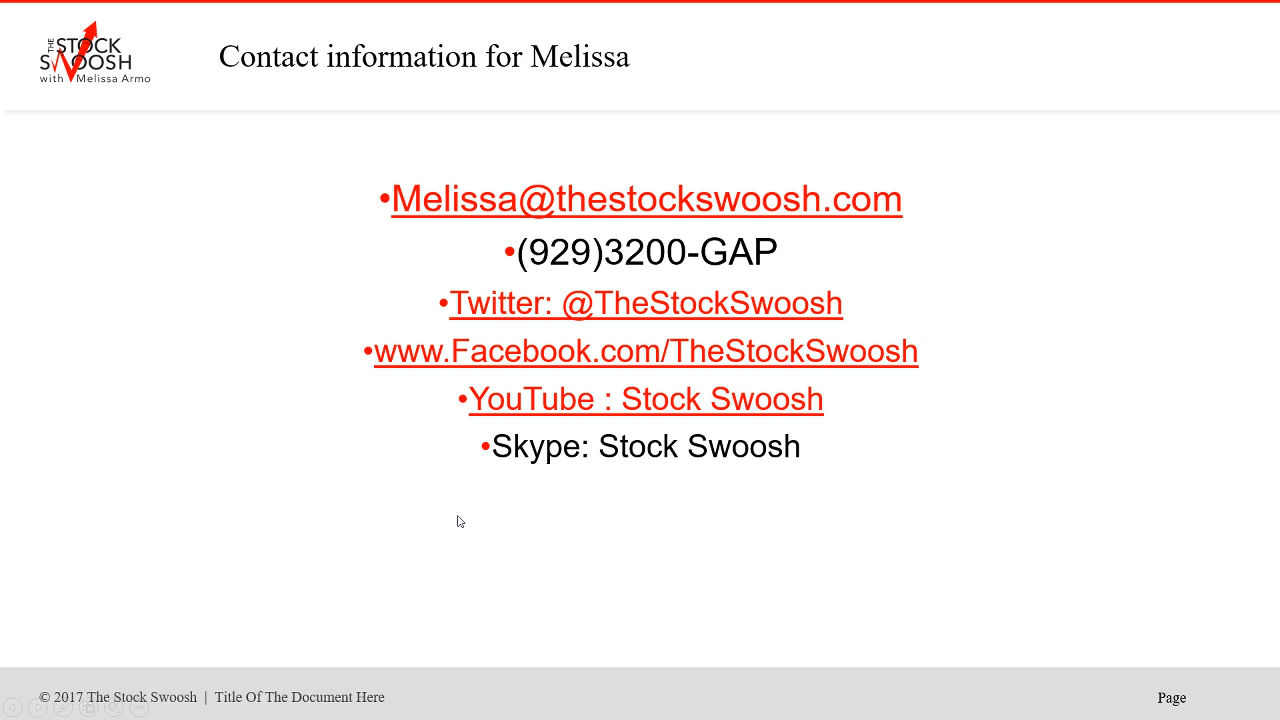 THE STOCK
SWOOSH
with Melissa Armo
Contact information for Melissa
•Melissa@thestockswoosh.com
•(929)3200-GAP
•Twitter: @TheStockSwoosh
•www.Facebook.com/TheStockSwoosh
•YouTube : Stock Swoosh
•Skype: Stock Swoosh
© 2017 The Stock Swoosh | Title Of The Document Here
Page